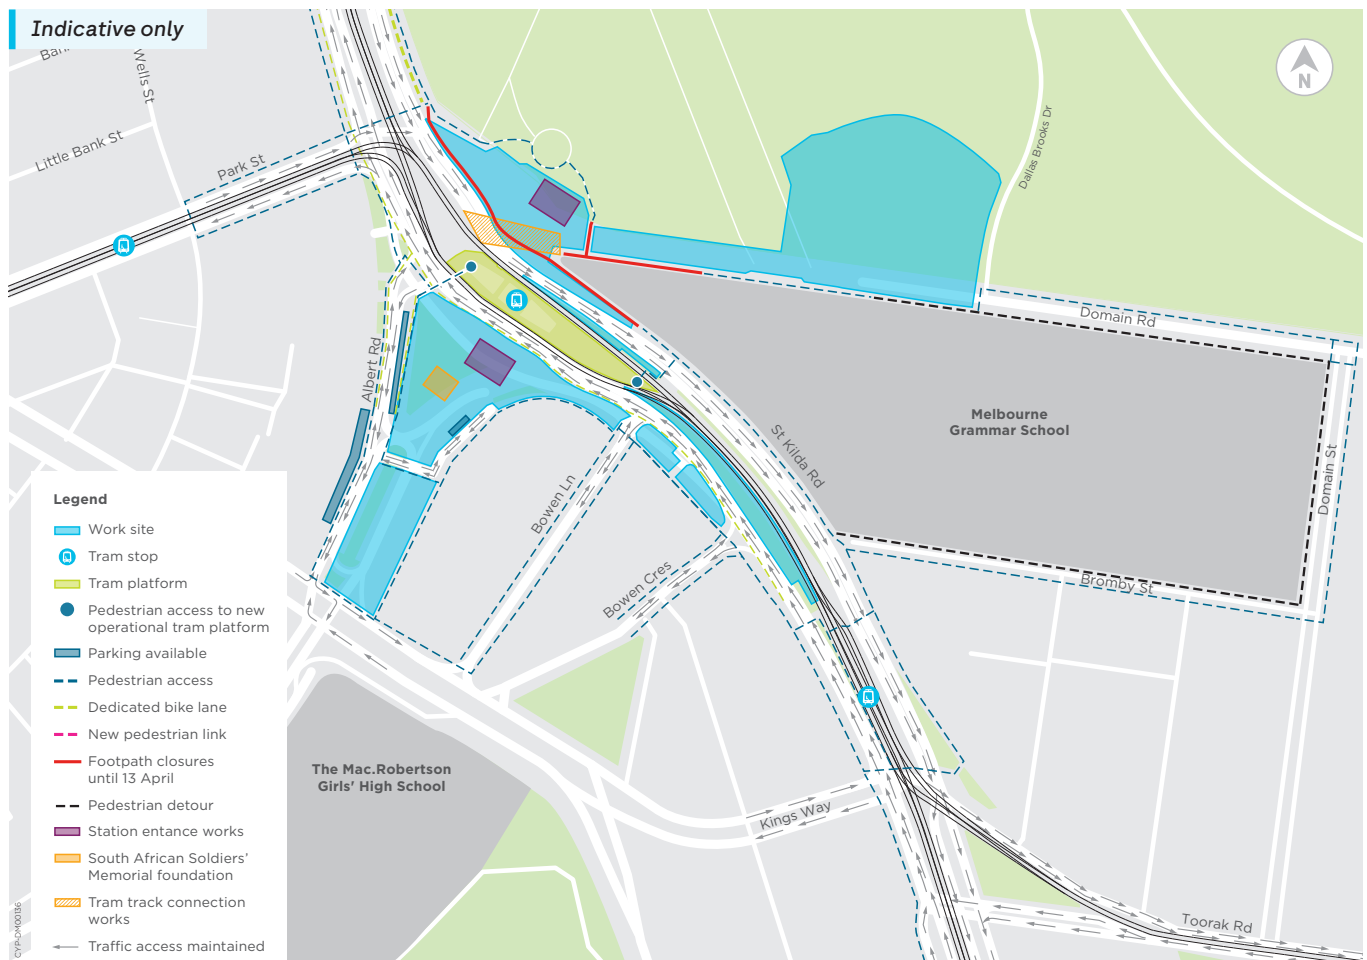 Indicative only
Wells St
Little Bank St
Park St
Dallas Brooks Dr
N
Domain Rd
Albert Rd
Melbourne
Grammar School
St Kilda Rd
Domain St
Bowen Ln
Bowen Cres
Bromby St
The Mac.Robertson
Girls' High School
Kings Way
Toorak Rd
Legend
Work site
Tram stop
Tram platform
Pedestrian access to new
operational tram platform
Parking available
Pedestrian access
Dedicated bike lane
New pedestrian link
Footpath closures
until 13 April
Pedestrian detour
Station entance works
South African Soldiers'
Memorial foundation
Tram track connection
works
Traffic access maintained
CYP-DM00136